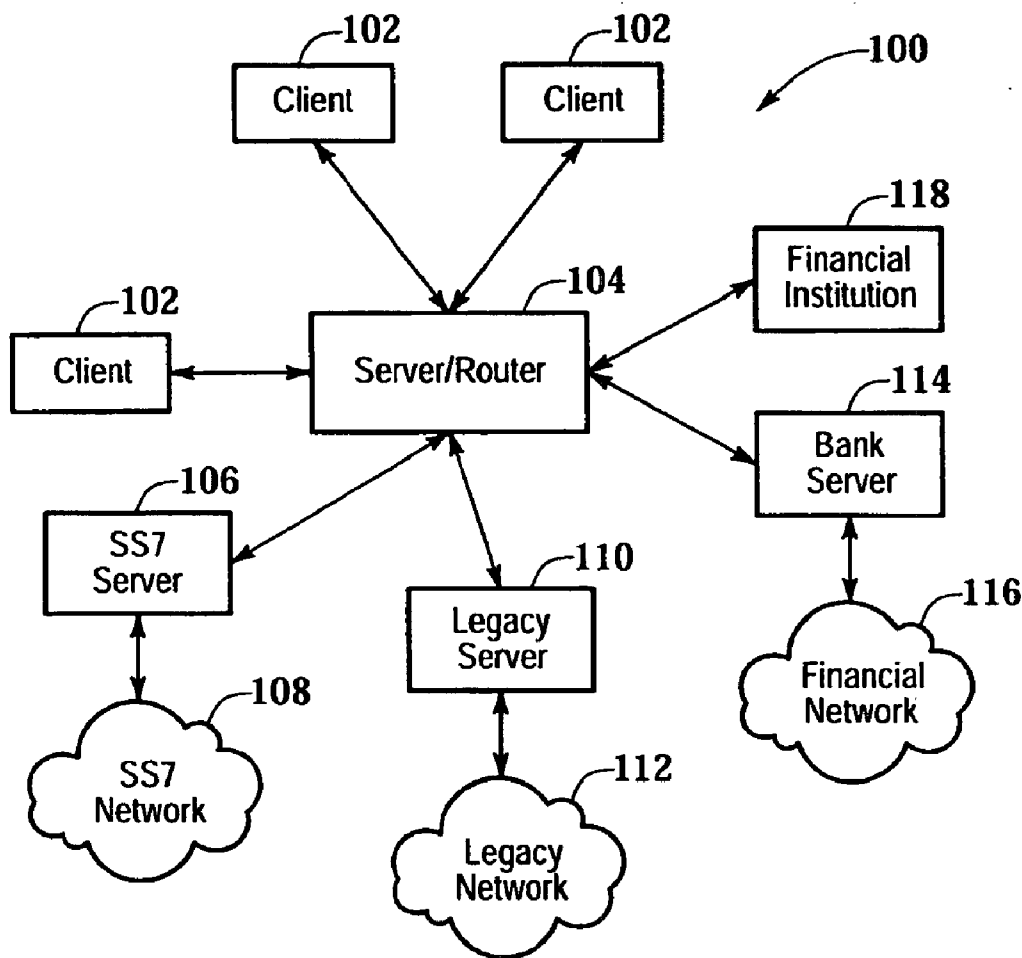 102
102
100
Client
Client
118
Financial
Institution
102
104
Client
Server/Router
114
Bank
Server
106
SS7
Server
110
Legacy
Server
116
Financial
Network
108
SS7
Network
112
Legacy
Network